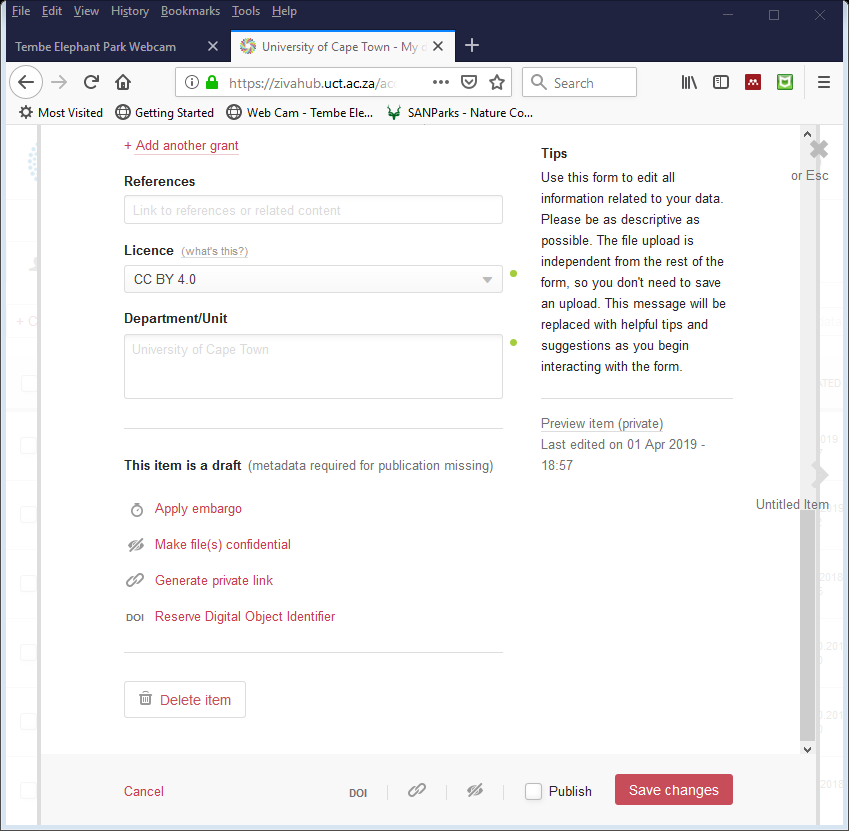 File Edit View History Bookmarks Tools Help
Tembe Elephant Park Webcam
University of Cape Town - My d
https://zivahub.uct.ac.za/acc
Search
Most Visited Getting Started Web Cam - Tembe Ele... SANParks - Nature Co...
+ Add another grant
References
Link to references or related content
Licence (what's this?)
CC BY 4.0
Department/Unit
University of Cape Town
This item is a draft (metadata required for publication missing)
Apply embargo
Make file(s) confidential
Generate private link
DOI Reserve Digital Object Identifier
Delete item
Tips
Use this form to edit all
information related to your data.
Please be as descriptive as
possible. The file upload is
independent from the rest of the
form, so you don't need to save
an upload. This message will be
replaced with helpful tips and
suggestions as you begin
interacting with the form.
Preview item (private)
Last edited on 01 Apr 2019 -
18:57
or Esc
Untitled Item
Cancel
DOI
Publish
Save changes